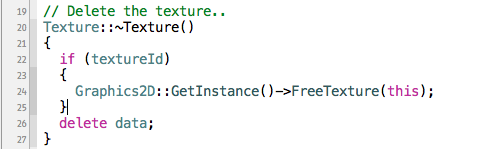 19 // Delete the texture..
20 Texture::~Texture()
21 {
22 if (textureId)
23 {
24 Graphics2D::GetInstance()->FreeTexture(this);
25 }
26 delete data;
27 }